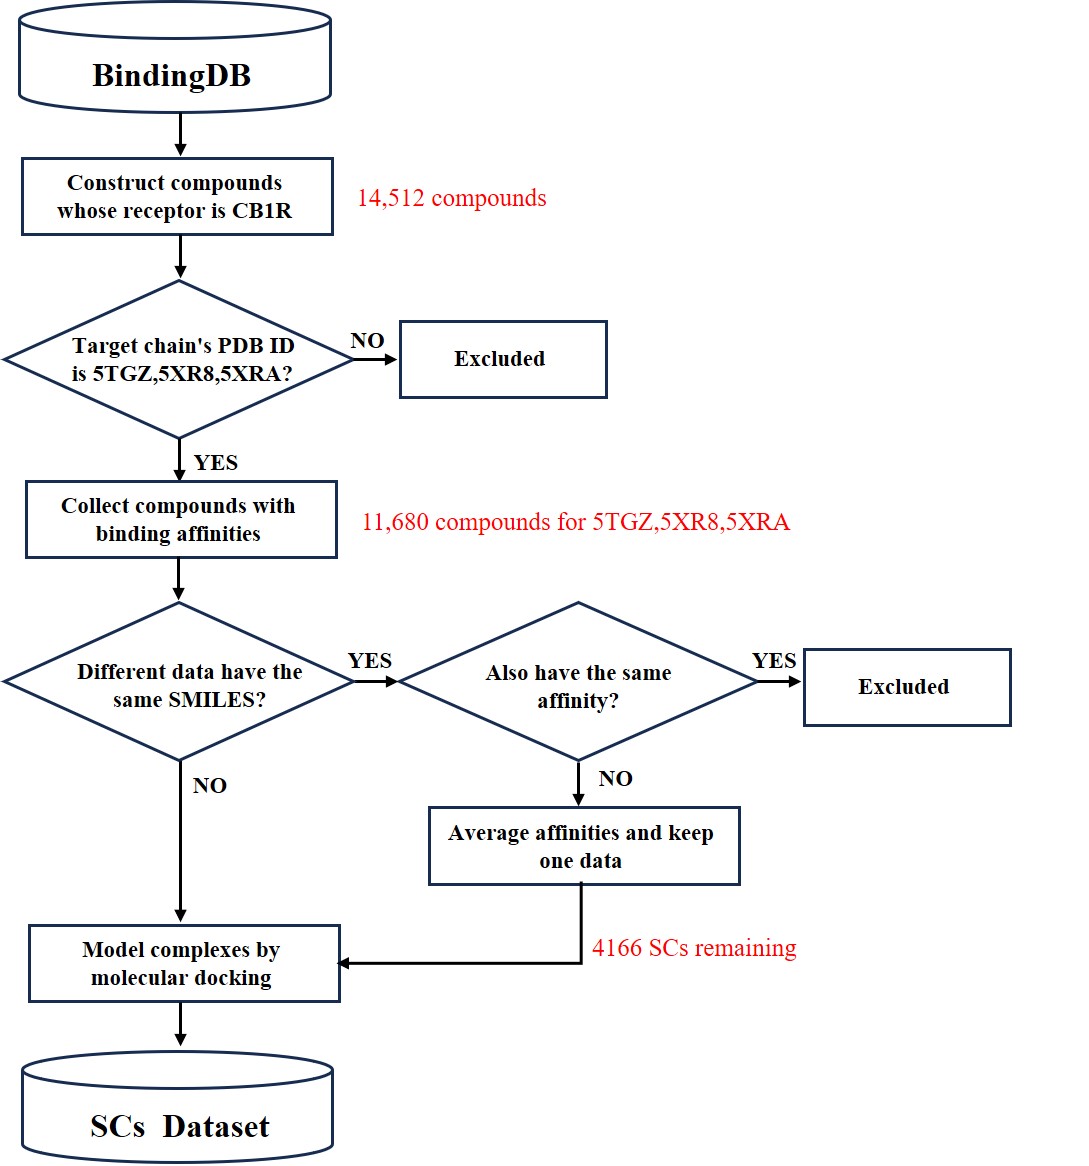 BindingDB
Construct compounds
whose receptor is CB1R
14,512 compounds
Target chain's PDB ID
is 5TGZ,5XR8,5XRA?
NO
Excluded
YES
Collect compounds with
binding affinities
11,680 compounds for 5TGZ,5XR8,5XRA
Different data have the
same SMILES?
YES
Also have the same
affinity?
YES
Excluded
NO
NO
Average affinities and keep
one data
4166 SCs remaining
Model complexes by
molecular docking
SCs Dataset